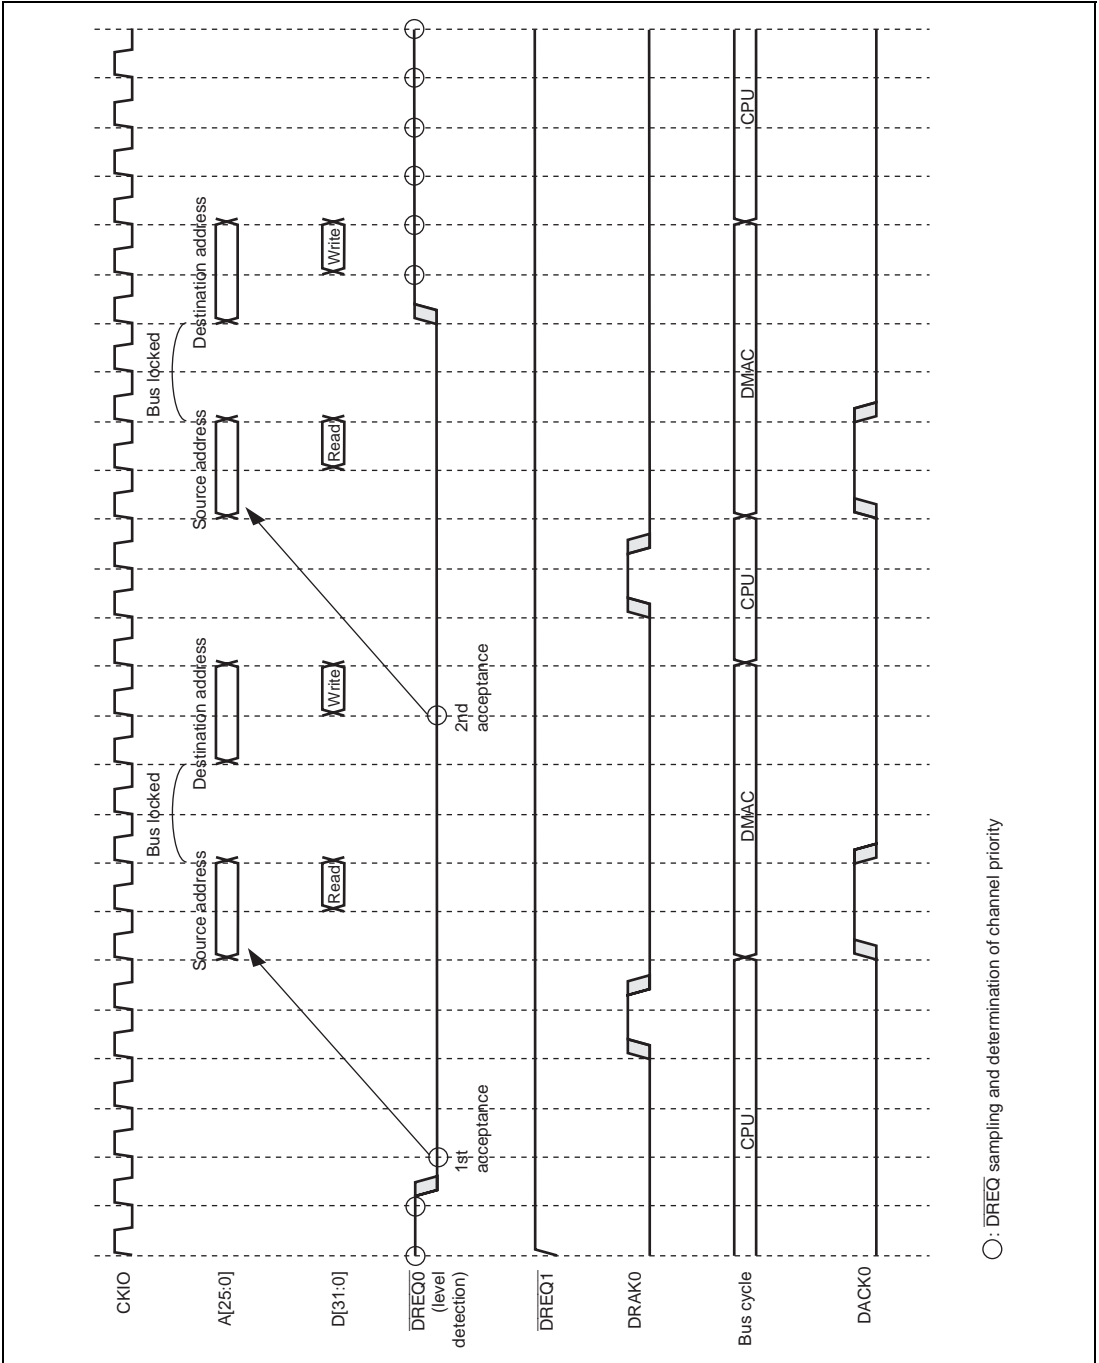 CKIO
Source address
Bus locked
Destination address
Source address
Bus locked
Destination address
A[25:0]
Read
Write
Read
Write
D[31:0]
DREQ0
(level
detection)
1st
acceptance
2nd
acceptance
DREQ1
DRAK0
CPU
DMAC
CPU
DMAC
CPU
Bus cycle
DACK0
: DREQ sampling and determination of channel priority